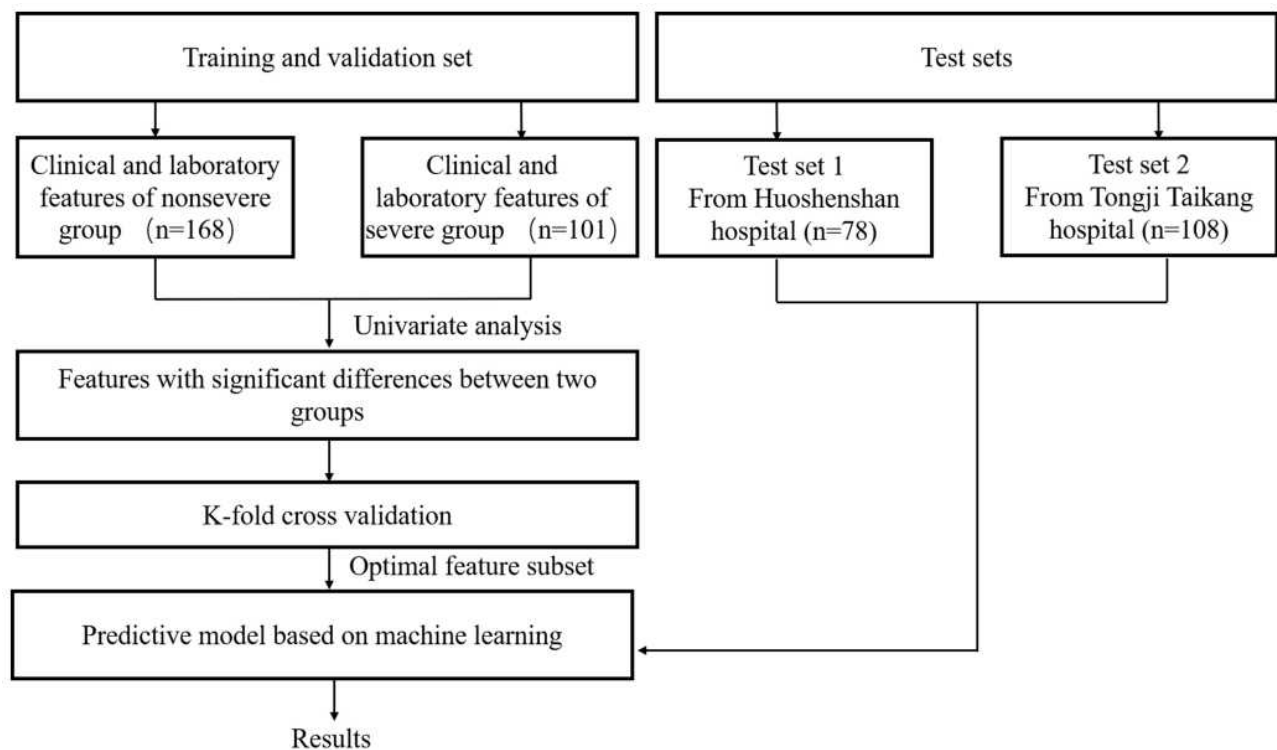 Training and validation set
Test sets
Clinical and laboratory
features of nonsevere
group （n=168）
Clinical and
laboratory features of
severe group （n=101）
Test set 1
From Huoshenshan
hospital (n=78)
Test set 2
From Tongji Taikang
hospital (n=108)
Univariate analysis
Features with significant differences between two
groups
K-fold cross validation
Optimal feature subset
Predictive model based on machine learning
Results